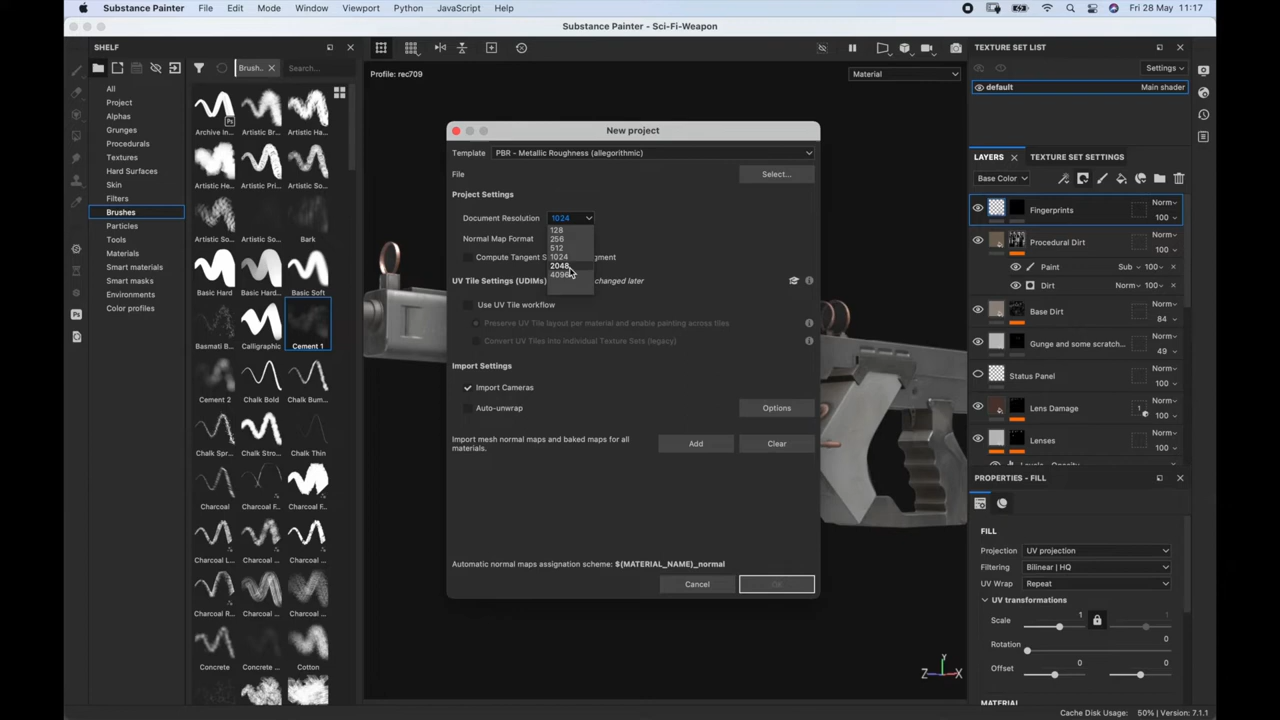 Substance Painter File Edit Mode Window Viewport Python JavaScript Help Fri 28 May 11:17
Substance Painter - Sci-Fi-Weapon
SHELF
Brush.. Search...
All
Project
Alphas
Grunges
Procedurals
Textures
Hard Surfaces
Skin
Filters
Brushes
Particles
Tools
Materials
Smart materials
Environments
Color profiles
Archive In... Artistic Br... Artistic Ha...
Artistic He... Artistic Pri... Artistic So...
Artistic So... Artistic So... Bark
Basic Hard Basic Hard... Basic Soft
Basmati B... Calligraphic Cement 1
Cement 2 Chalk Bold Chalk Bum...
Chalk Spr... Chalk Stro... Chalk Thin
Charcoal Charcoal F... Charcoal F...
Charcoal L... Charcoal ... Charcoal ...
Charcoal R... Charcoal ... Charcoal ...
Concrete Concrete ... Cotton
Profile: rec709
Material
New project
Template PBR - Metallic Roughness (allegorithmic)
File Select...
Project Settings
Document Resolution 1024
128
256
512
1024
2048
4096
Normal Map Format
Compute Tangent S gment
UV Tile Settings (UDIMs) changed later
Use UV Tile workflow
Preserve UV Tile layout per material and enable painting across tiles
Convert UV Tiles into individual Texture Sets (legacy)
Import Settings
Import Cameras
Auto-unwrap Options
Import mesh normal maps and baked maps for all
materials.
Add Clear
Automatic normal maps assignation scheme: $(MATERIAL_NAME)_normal
Cancel OK
Z Y X
TEXTURE SET LIST
Settings
default Main shader
LAYERS TEXTURE SET SETTINGS
Base Color
Fingerprints Norm 100
Procedural Dirt Norm 100
Paint Sub 100
Dirt Norm 100
Base Dirt Norm 84
Gunge and some scratch... Norm 49
Status Panel Norm 100
Lens Damage 1 Norm 100
Lenses Norm 100
PROPERTIES - FILL
FILL
Projection UV projection
Filtering Bilinear | HQ
UV Wrap Repeat
UV transformations
Scale 1 1
Rotation 0
Offset 0 0
MATERIAL
Cache Disk Usage: 50% | Version: 7.1.1